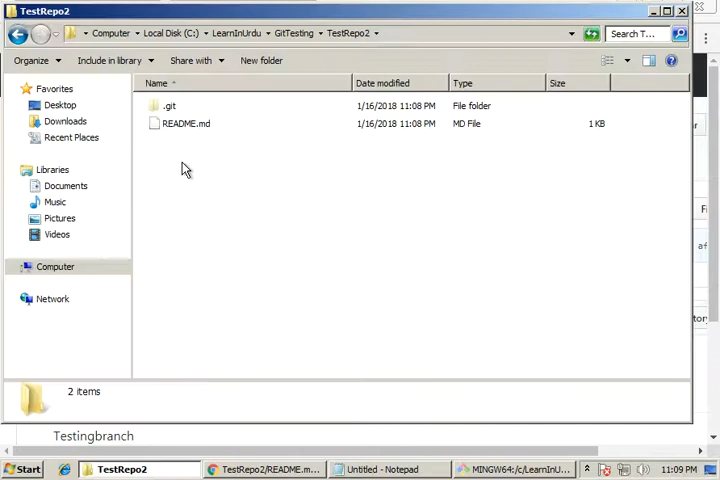 TestRepo2
Computer ▸ Local Disk (C:) ▸ LearnInUrdu ▸ GitTesting ▸ TestRepo2
Search T...
Organize
Include in library
Share with
New folder
Name
Date modified
Type
Size
Favorites
Desktop
Downloads
Recent Places
Libraries
Documents
Music
Pictures
Videos
Computer
Network
.git 1/16/2018 11:08 PM File folder
README.md 1/16/2018 11:08 PM MD File 1 KB
2 items
Fi
af
tory
Testingbranch
Start
TestRepo2
TestRepo2/README.m...
Untitled - Notepad
MINGW64:/c/LearnInU...
11:09 PM